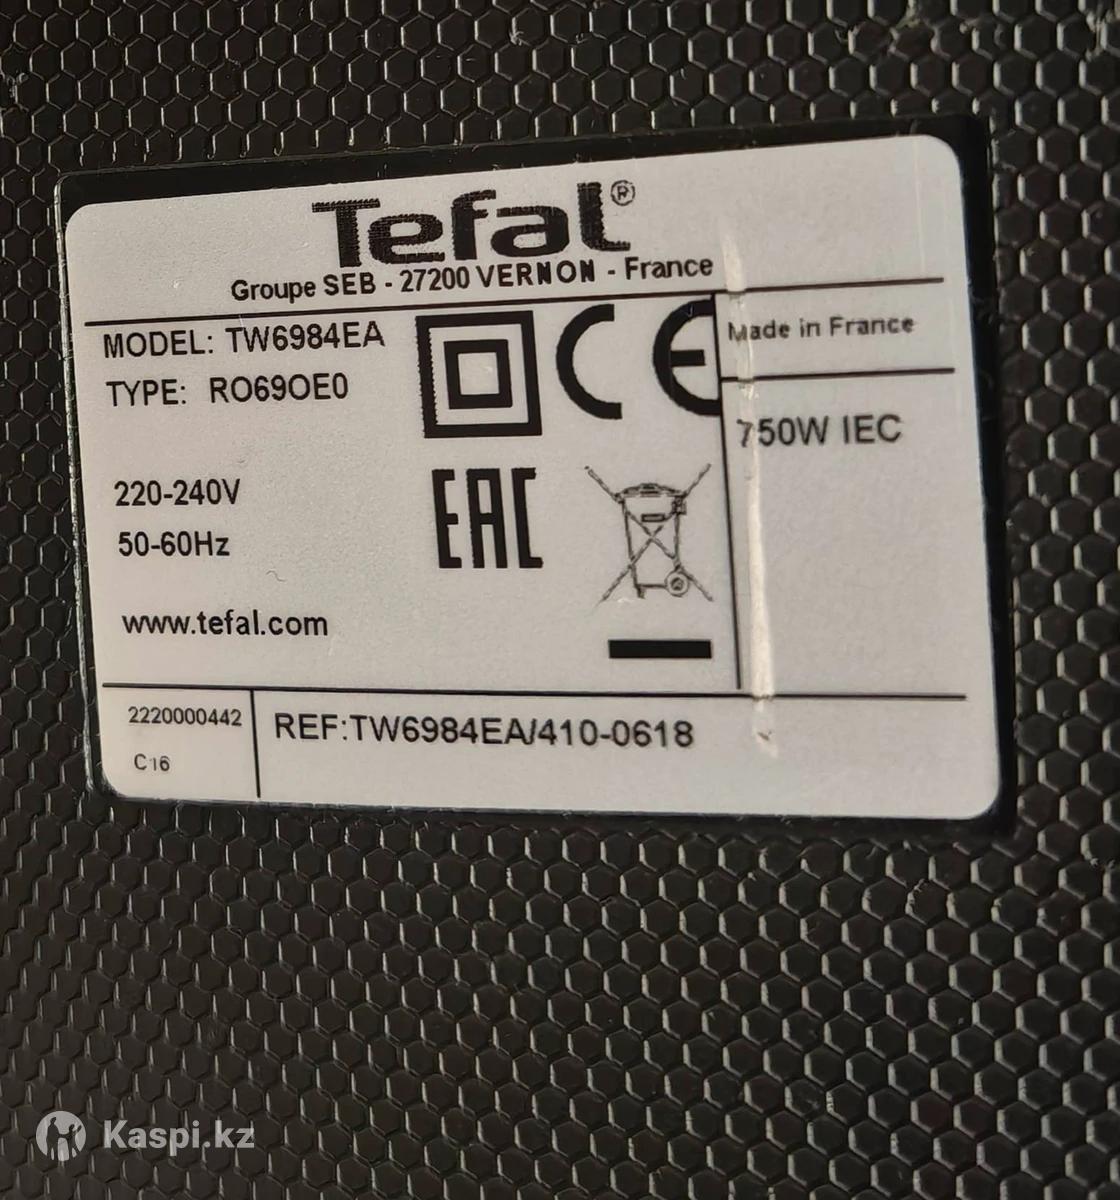 Tefal®
Groupe SEB - 27200 VERNON - France
MODEL: TW6984EA
TYPE: RO69OE0
CE
Made in France
750W IEC
220-240V
50-60Hz
EAC
www.tefal.com
2220000442
C16
REF:TW6984EA/410-0618
Kaspi.kz